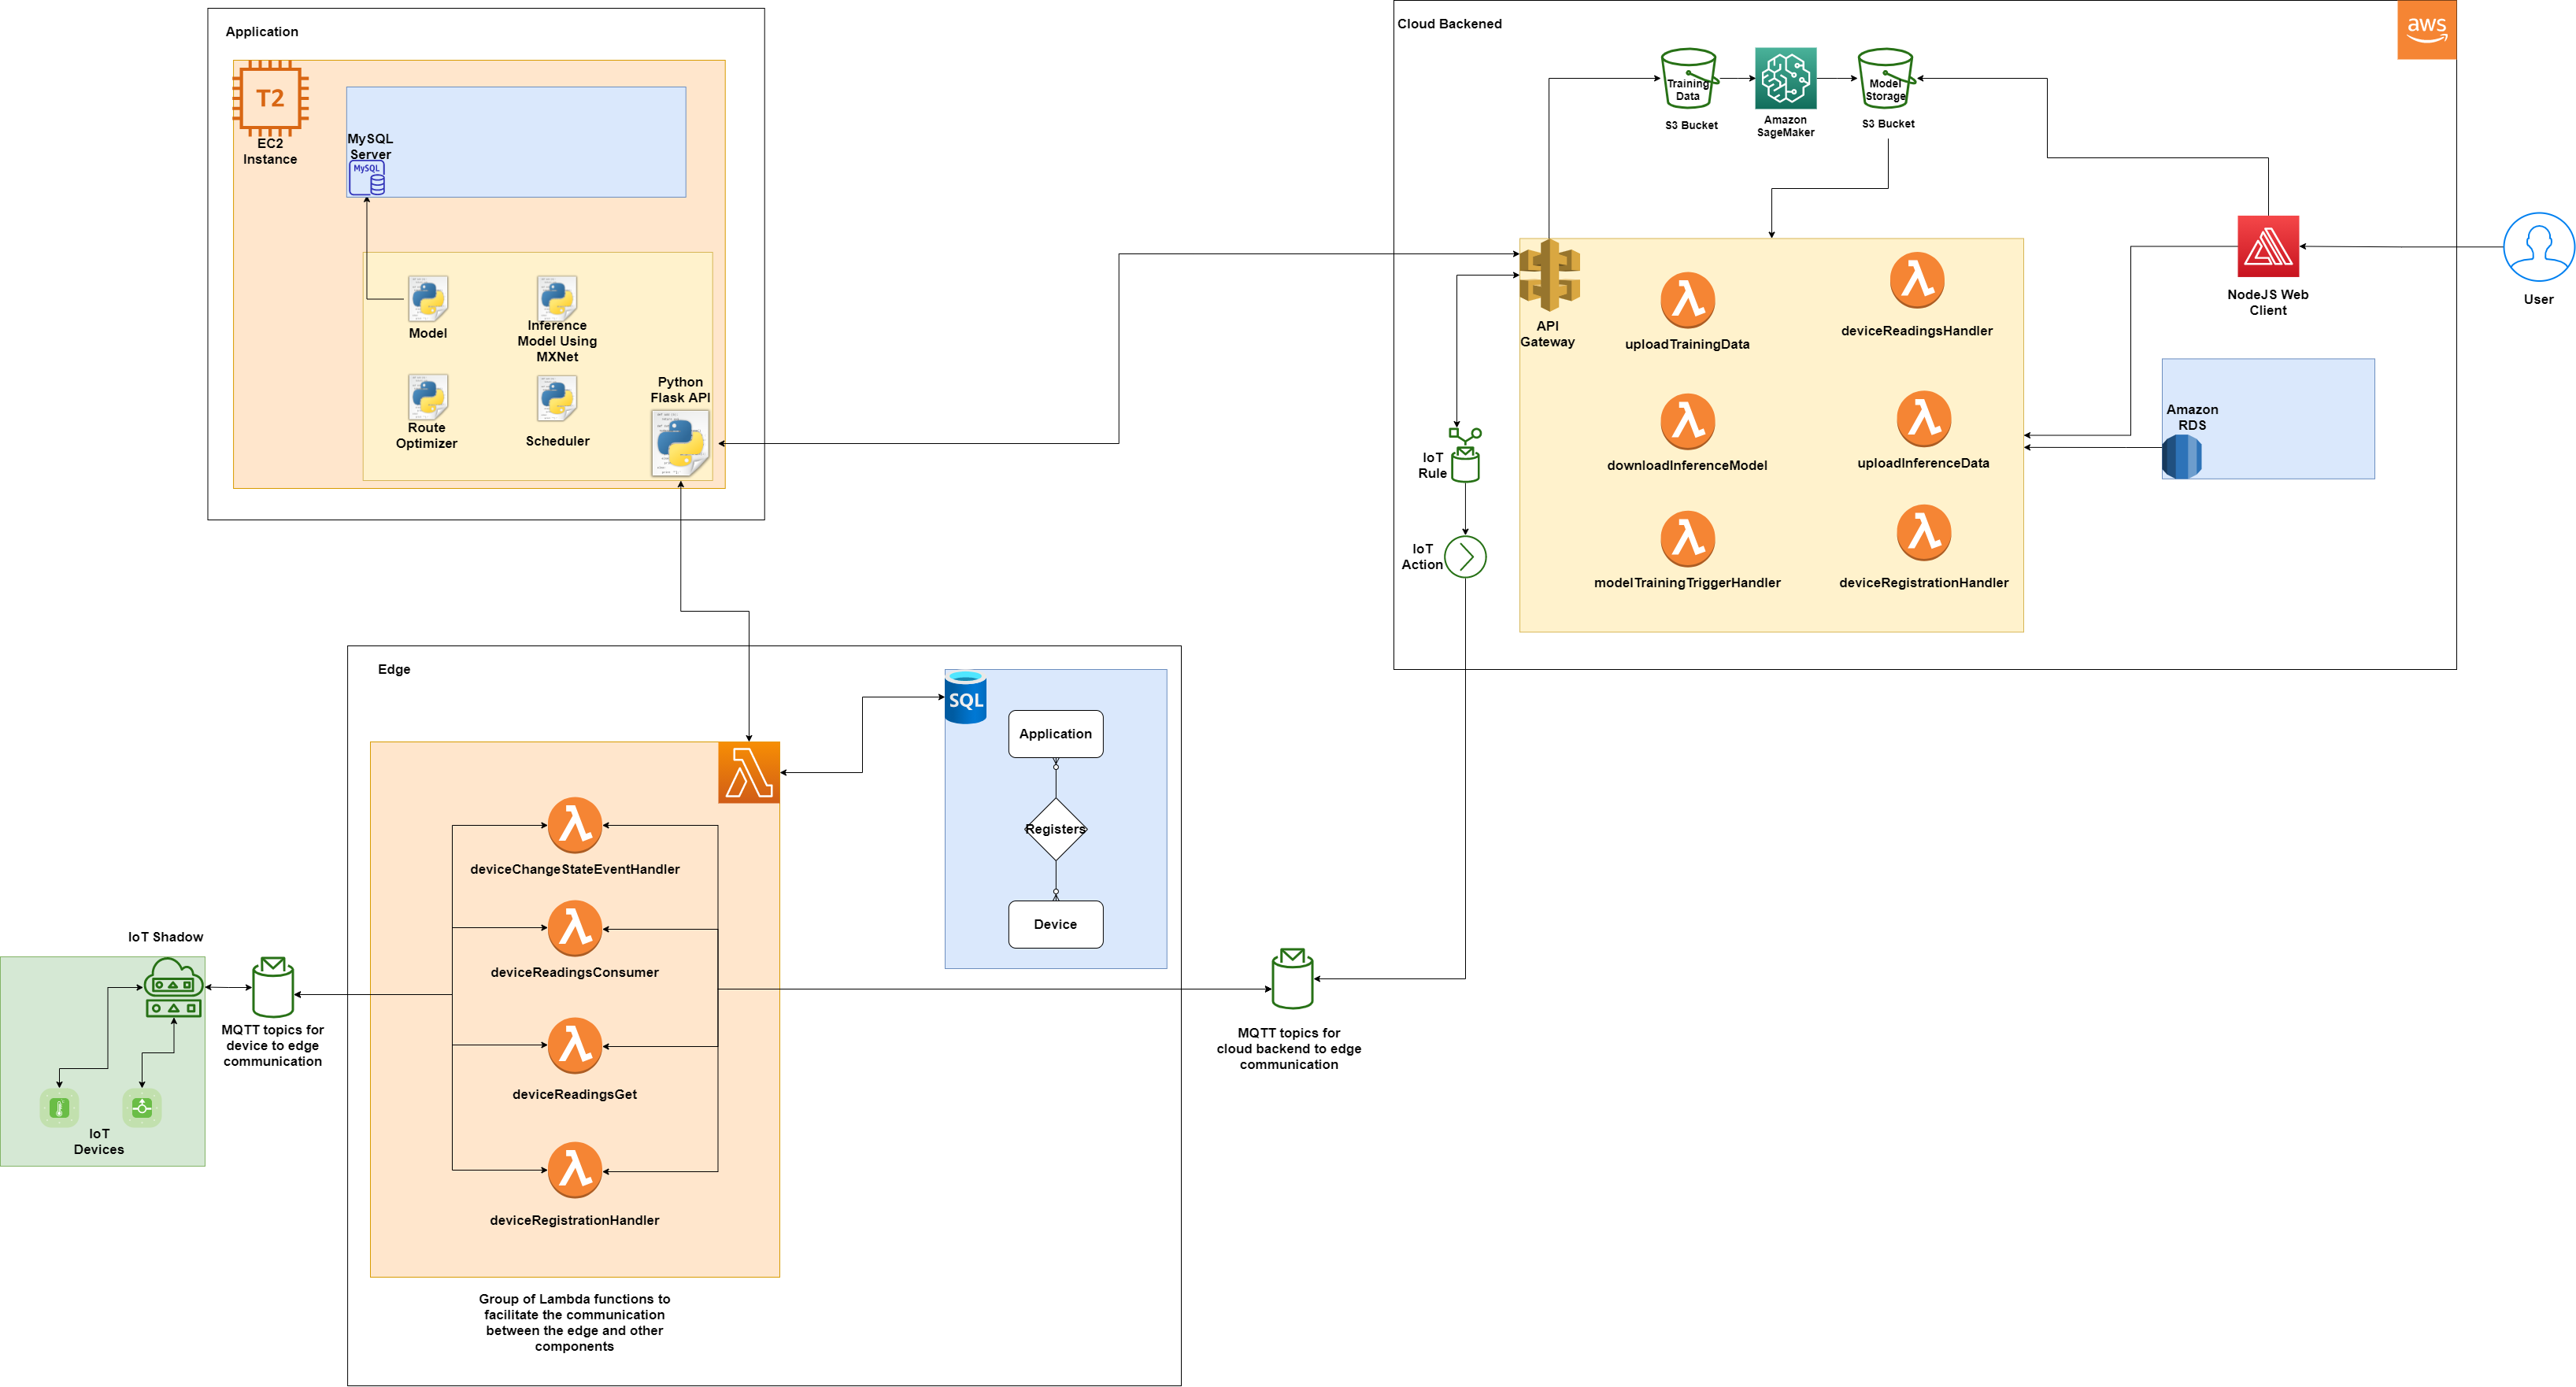 Application
T2
EC2
Instance
MySQL
Server
MySQL
Model
Inference
Model Using
MXNet
Route
Optimizer
Scheduler
Python
Flask API
Cloud Backened
aws
Training
Data
S3 Bucket
Amazon
SageMaker
Model
Storage
S3 Bucket
API
Gateway
uploadTrainingData
deviceReadingsHandler
downloadInferenceModel
uploadInferenceData
modelTrainingTriggerHandler
deviceRegistrationHandler
NodeJS Web
Client
User
Amazon
RDS
IoT
Rule
IoT
Action
Edge
SQL
Application
Registers
Device
deviceChangeStateEventHandler
deviceReadingsConsumer
deviceReadingsGet
deviceRegistrationHandler
Group of Lambda functions to
facilitate the communication
between the edge and other
components
IoT Shadow
IoT
Devices
MQTT topics for
device to edge
communication
MQTT topics for
cloud backend to edge
communication